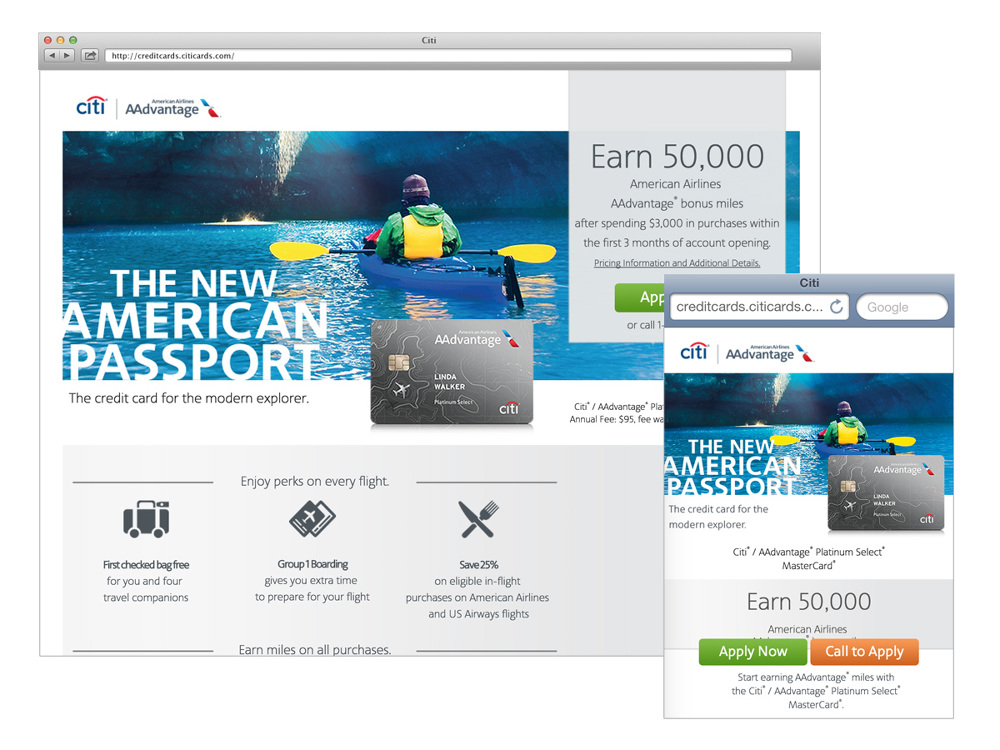 Citi
http://creditcards.citicards.com/
citi | American Airlines
AAdvantage®
Earn 50,000
American Airlines
AAdvantage® bonus miles
after spending $3,000 in purchases within
the first 3 months of account opening.
Pricing Information and Additional Details.
App
or call 1-
THE NEW
AMERICAN
PASSPORT
The credit card for the modern explorer.
American Airlines
AAdvantage
LINDA
WALKER
Platinum Select
citi
Citi® / AAdvantage® Pla
Annual Fee: $95, fee wa
Enjoy perks on every flight.
First checked bag free
for you and four
travel companions
Group 1 Boarding
gives you extra time
to prepare for your flight
Save 25%
on eligible in-flight
purchases on American Airlines
and US Airways flights
Earn miles on all purchases.
Citi
creditcards.citicards.c...
Google
citi | American Airlines
AAdvantage
THE NEW
AMERICAN
PASSPORT
The credit card for the
modern explorer.
AAdvantage
LINDA
WALKER
Platinum Select
citi
Citi® / AAdvantage® Platinum Select®
MasterCard®
Earn 50,000
American Airlines
Apply Now
Call to Apply
Start earning AAdvantage® miles with
the Citi® / AAdvantage® Platinum Select®
MasterCard®.